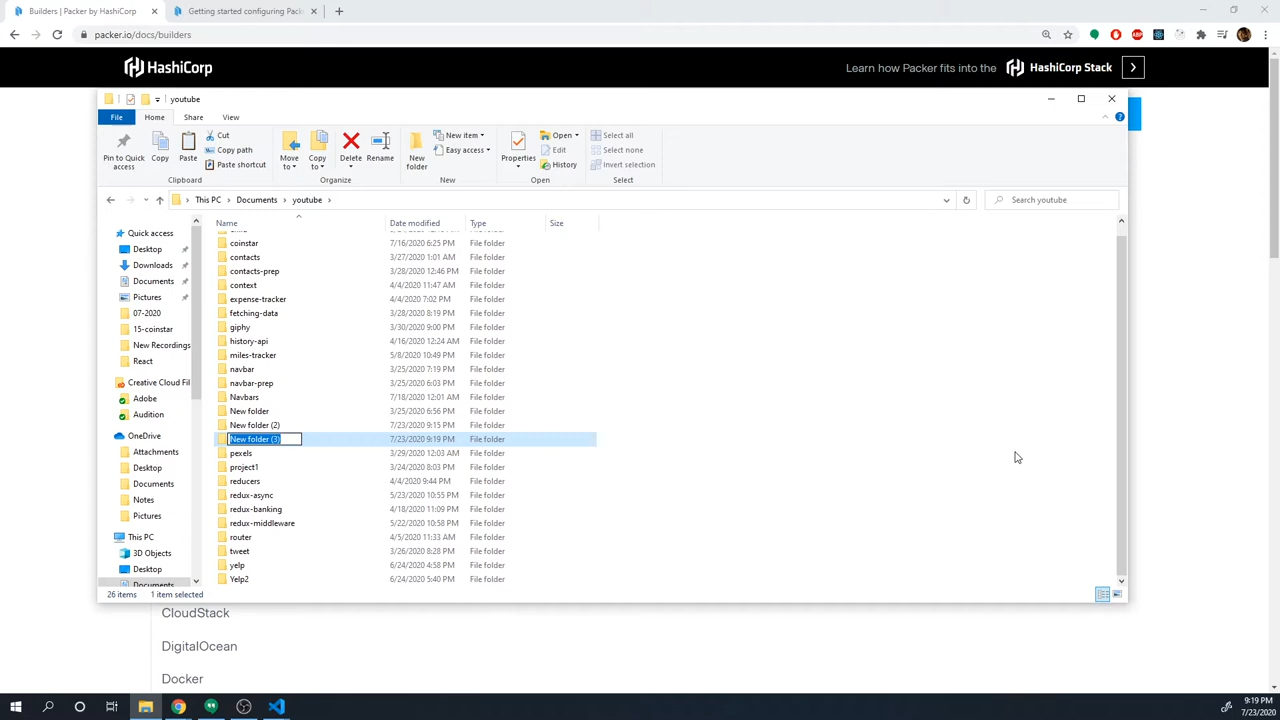 Builders | Packer by HashiCorp
Getting started configuring Pack
packer.io/docs/builders
HashiCorp
Learn how Packer fits into the HashiCorp Stack
youtube
File Home Share View
Pin to Quick access
Copy
Paste
Cut
Copy path
Paste shortcut
Clipboard
Move to
Copy to
Delete
Rename
Organize
New folder
New item
Easy access
New
Properties
Open
Edit
History
Open
Select all
Select none
Invert selection
Select
This PC > Documents > youtube >
Search youtube
Name Date modified Type Size
coinstar 7/16/2020 6:25 PM File folder
contacts 3/27/2020 1:01 AM File folder
contacts-prep 3/28/2020 12:46 PM File folder
context 4/4/2020 11:47 AM File folder
expense-tracker 4/4/2020 7:02 PM File folder
fetching-data 3/28/2020 8:19 PM File folder
giphy 3/30/2020 9:00 PM File folder
history-api 4/16/2020 12:24 AM File folder
miles-tracker 5/8/2020 10:49 PM File folder
navbar 3/25/2020 7:19 PM File folder
navbar-prep 3/25/2020 6:03 PM File folder
Navbars 7/18/2020 12:01 AM File folder
New folder 3/25/2020 6:56 PM File folder
New folder (2) 7/23/2020 9:15 PM File folder
New folder (3) 7/23/2020 9:19 PM File folder
pexels 3/29/2020 12:03 AM File folder
project1 3/24/2020 8:03 PM File folder
reducers 4/4/2020 9:44 PM File folder
redux-async 5/23/2020 10:55 PM File folder
redux-banking 4/18/2020 11:09 PM File folder
redux-middleware 5/22/2020 10:58 PM File folder
router 4/5/2020 11:33 AM File folder
tweet 3/26/2020 8:28 PM File folder
yelp 6/24/2020 4:58 PM File folder
Yelp2 6/24/2020 5:40 PM File folder
Quick access
Desktop
Downloads
Documents
Pictures
07-2020
15-coinstar
New Recordings
React
Creative Cloud Fil
Adobe
Audition
OneDrive
Attachments
Desktop
Documents
Notes
Pictures
This PC
3D Objects
Desktop
Documents
26 items 1 item selected
CloudStack
DigitalOcean
Docker
9:19 PM
7/23/2020